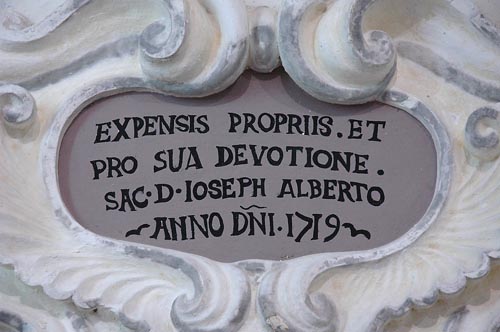 EXPENSIS PROPRIIS. ET
PRO SUA DEVOTIONE.
SAC·D·IOSEPH ALBERTO
~ANNO DÑI·1719~